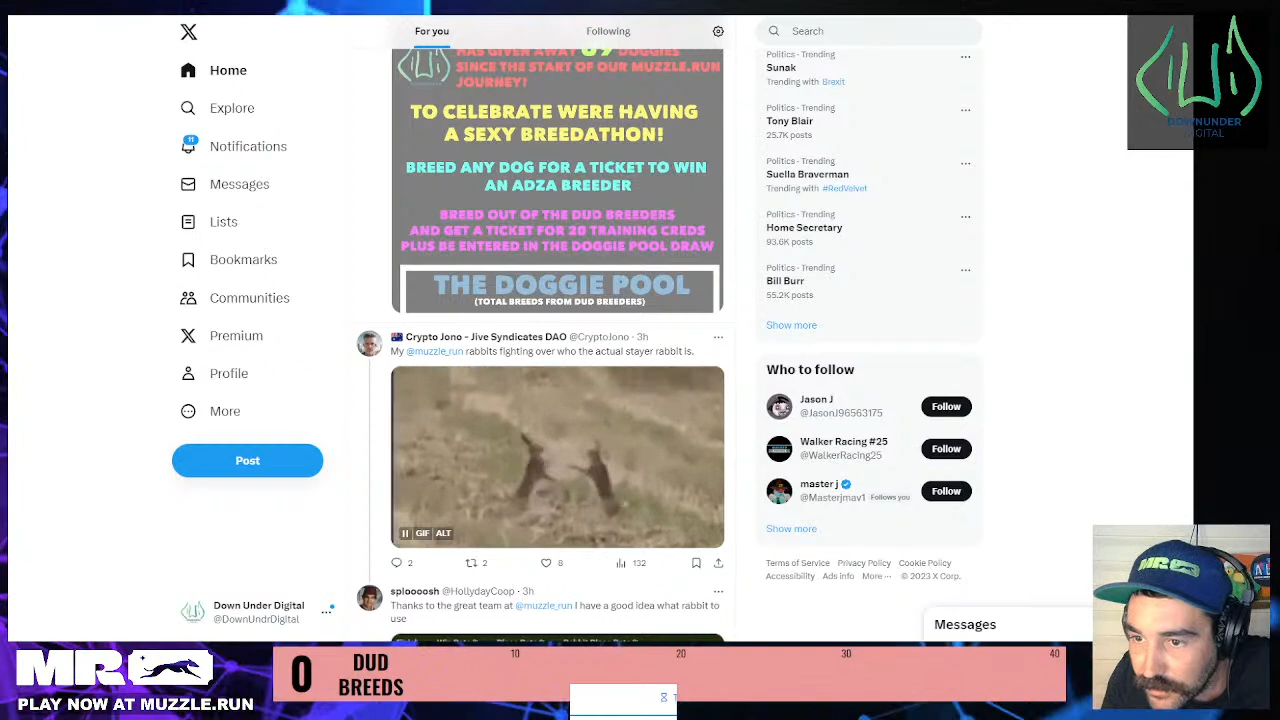 X
Home
Explore
11
Notifications
Messages
Lists
Bookmarks
Communities
Premium
Profile
More
Post
Down Under Digital
@DownUndrDigital
For you
Following
HAS GIVEN AWAY 69 DOGGIES
SINCE THE START OF OUR MUZZLE.RUN
JOURNEY!
TO CELEBRATE WERE HAVING
A SEXY BREEDATHON!
BREED ANY DOG FOR A TICKET TO WIN
AN ADZA BREEDER
BREED OUT OF THE DUD BREEDERS
AND GET A TICKET FOR 20 TRAINING CREDS
PLUS BE ENTERED IN THE DOGGIE POOL DRAW
THE DOGGIE POOL
(TOTAL BREEDS FROM DUD BREEDERS)
Crypto Jono - Jive Syndicates DAO @CryptoJono · 3h
My @muzzle_run rabbits fighting over who the actual stayer rabbit is.
GIF ALT
2 2 8 132
sploooosh @HollydayCoop · 3h
Thanks to the great team at @muzzle_run I have a good idea what rabbit to
use
Search
Politics · Trending
Sunak
Trending with Brexit
Politics · Trending
Tony Blair
25.7K posts
Politics · Trending
Suella Braverman
Trending with #RedVelvet
Politics · Trending
Home Secretary
93.6K posts
Politics · Trending
Bill Burr
55.2K posts
Show more
Who to follow
Jason J
@JasonJ96563175
Follow
Walker Racing #25
@WalkerRacing25
Follow
master j
@Masterjmav1 Follows you
Follow
Show more
Terms of Service Privacy Policy Cookie Policy
Accessibility Ads info More ··· © 2023 X Corp.
Messages
DOWNUNDER
DIGITAL
MR
PLAY NOW AT MUZZLE.RUN
0 DUD
BREEDS
10 20 30 40